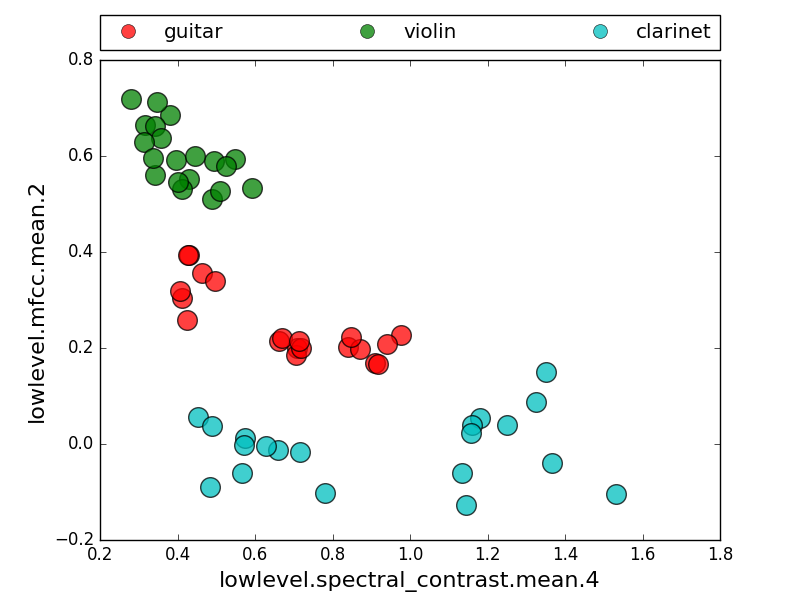 guitar violin clarinet
0.8
0.6
0.4
0.2
0.0
−0.2
lowlevel.mfcc.mean.2
0.2 0.4 0.6 0.8 1.0 1.2 1.4 1.6 1.8
lowlevel.spectral_contrast.mean.4